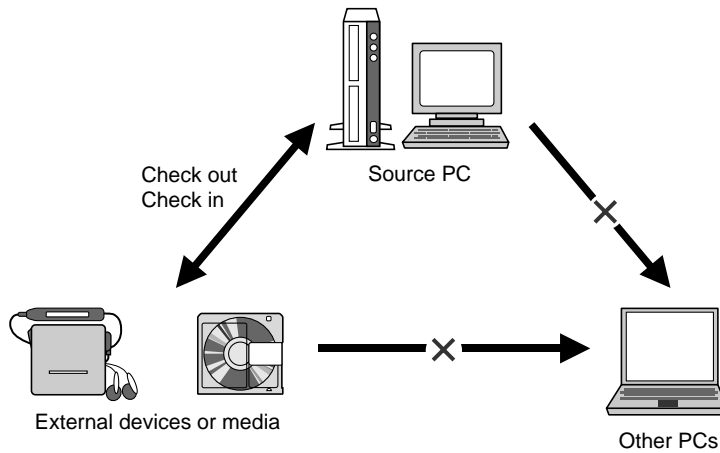 Source PC
Check out
Check in
External devices or media
Other PCs